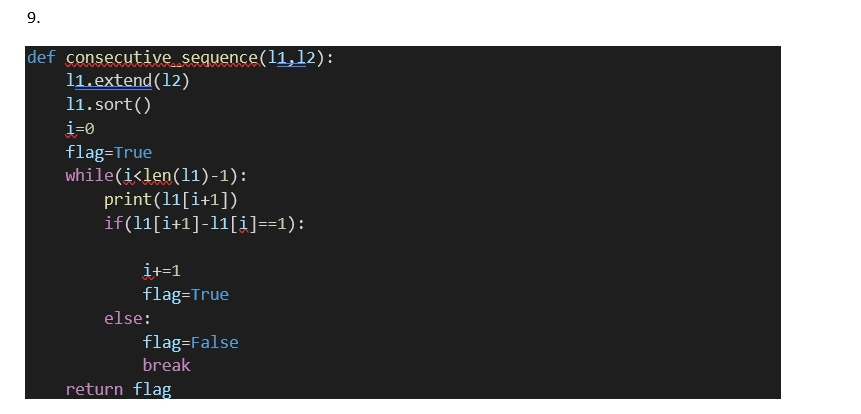 9.
def consecutive_sequence(l1,l2):
    l1.extend(l2)
    l1.sort()
    i=0
    flag=True
    while(i<len(l1)-1):
        print(l1[i+1])
        if(l1[i+1]-l1[i]==1):
            i+=1
            flag=True
        else:
            flag=False
            break
    return flag